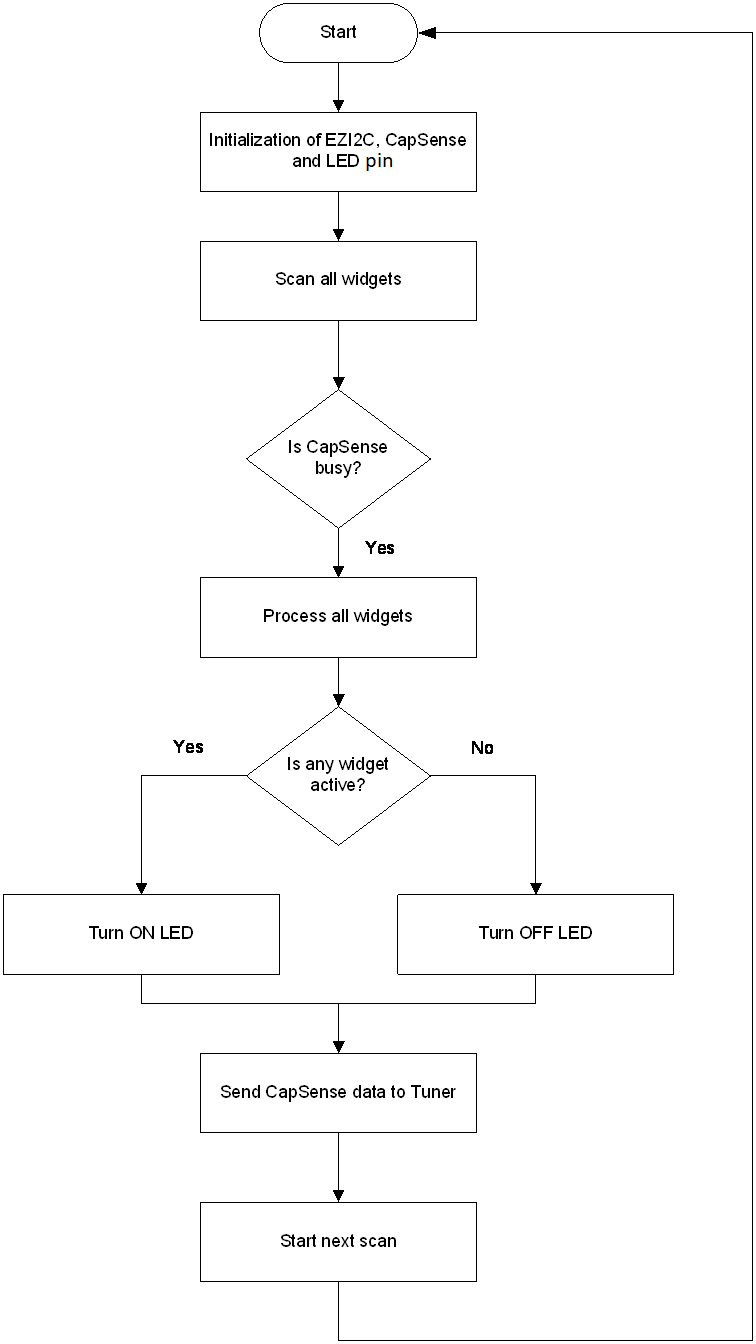 Start
Initialization of EZI2C, CapSense
and LED pin
Scan all widgets
Is CapSense
busy?
Yes
Process all widgets
Is any widget
active?
Yes
No
Turn ON LED
Turn OFF LED
Send CapSense data to Tuner
Start next scan